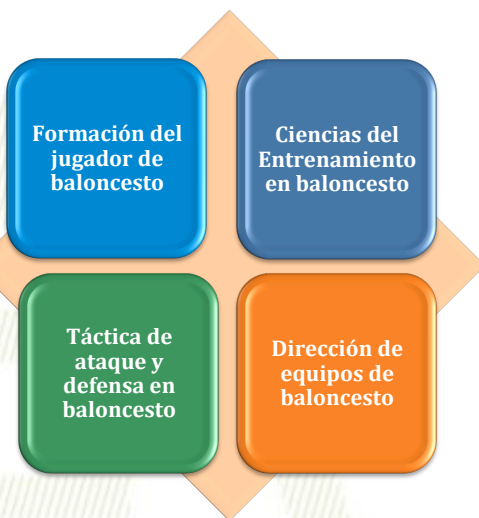 Formación del
jugador de
baloncesto
Ciencias del
Entrenamiento
en baloncesto
Táctica de
ataque y
defensa en
baloncesto
Dirección de
equipos de
baloncesto